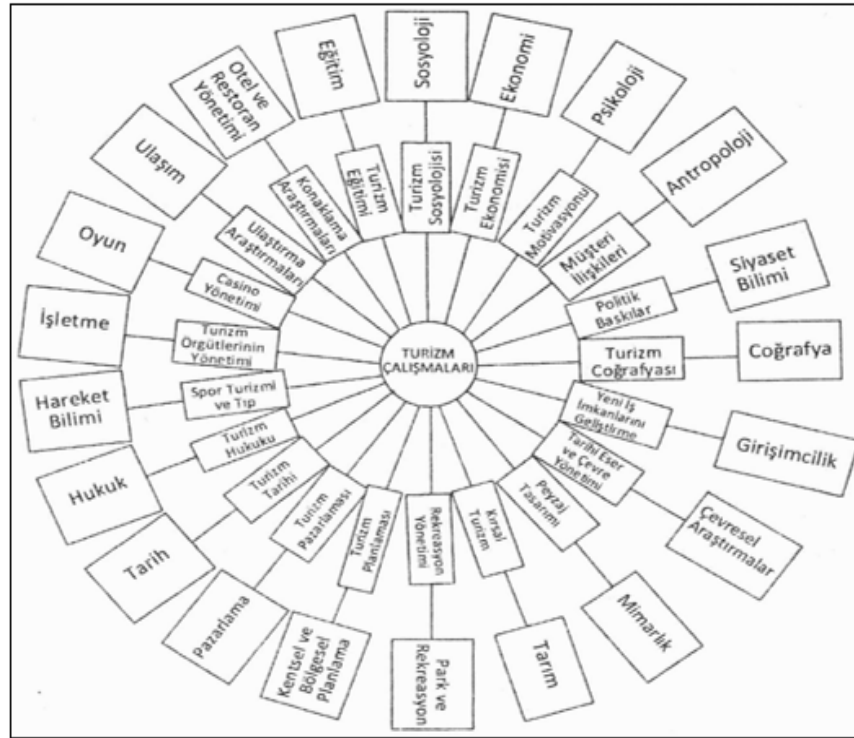 Sosyoloji
Ekonomi
Psikoloji
Antropoloji
Siyaset
Bilimi
Coğrafya
Girişimcilik
Çevresel
Araştırmalar
Mimarlık
Tarım
Park ve
Rekreasyon
Kentsel ve
Bölgesel
Planlama
Pazarlama
Tarih
Hukuk
Hareket
Bilimi
İşletme
Oyun
Ulaşım
Otel ve
Restoran
Yönetimi
Eğitim
Turizm
Sosyolojisi
Turizm
Ekonomisi
Turizm
Motivasyonu
Müşteri
İlişkileri
Politik
Baskılar
Turizm
Coğrafyası
Yeni İş
İmkanlarını
Geliştirme
Tarihi Eser
ve Çevre
Yönetimi
Peyzaj
Tasarımı
Kırsal
Turizm
Rekreasyon
Yönetimi
Turizm
Planlaması
Turizm
Pazarlaması
Turizm
Tarihi
Turizm
Hukuku
Spor Turizmi
ve Tıp
Turizm
Örgütlerinin
Yönetimi
Casino
Yönetimi
Ulaştırma
Araştırmaları
Konaklama
Araştırmaları
Turizm
Eğitimi
TURİZM
ÇALIŞMALARI